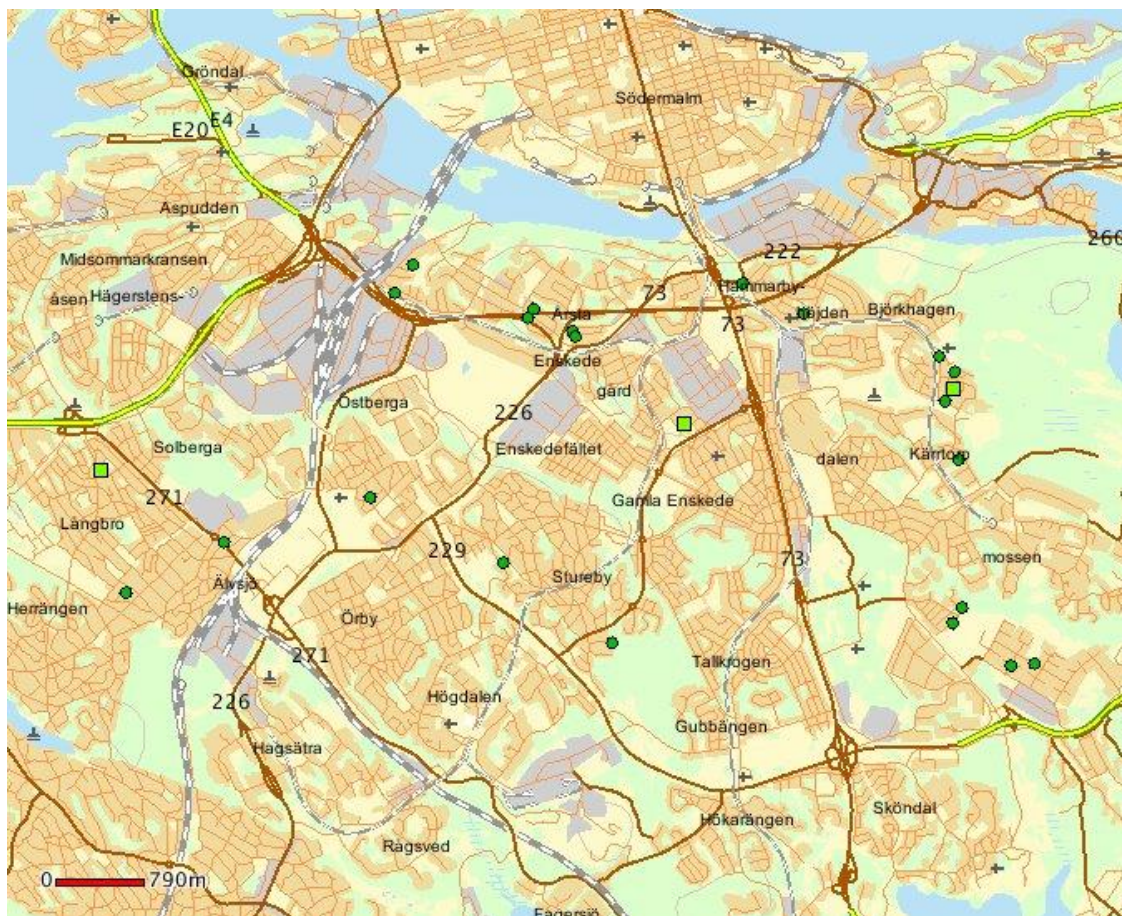 Gröndal
Södermalm
E4
E20
Aspudden
Midsommarkransen
222
260
Hägerstens-
åsen
73
Hammarby-
höjden
Björkhagen
Årsta
73
Enskede
gård
Östberga
226
Solberga
Enskedefältet
dalen
Kärrtorp
271
Gamla Enskede
Långbro
229
mossen
73
Stureby
Älvsjö
Herrängen
Örby
271
Tallkrogen
Högdalen
226
Gubbängen
Hagsätra
Sköndal
Hökarängen
Rågsved
0 790m
Fagersjö